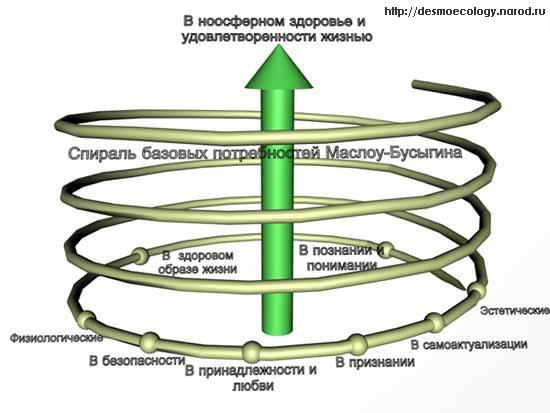 http://desmoecology.narod.ru
В ноосферном здоровье и
удовлетворенности жизнью
Спираль базовых потребностей Маслоу-Бусыгина
В здоровом
образе жизни
В познании и
понимании
Физиологические
В безопасности
В принадлежности и
любви
В признании
В самоактуализации
Эстетические